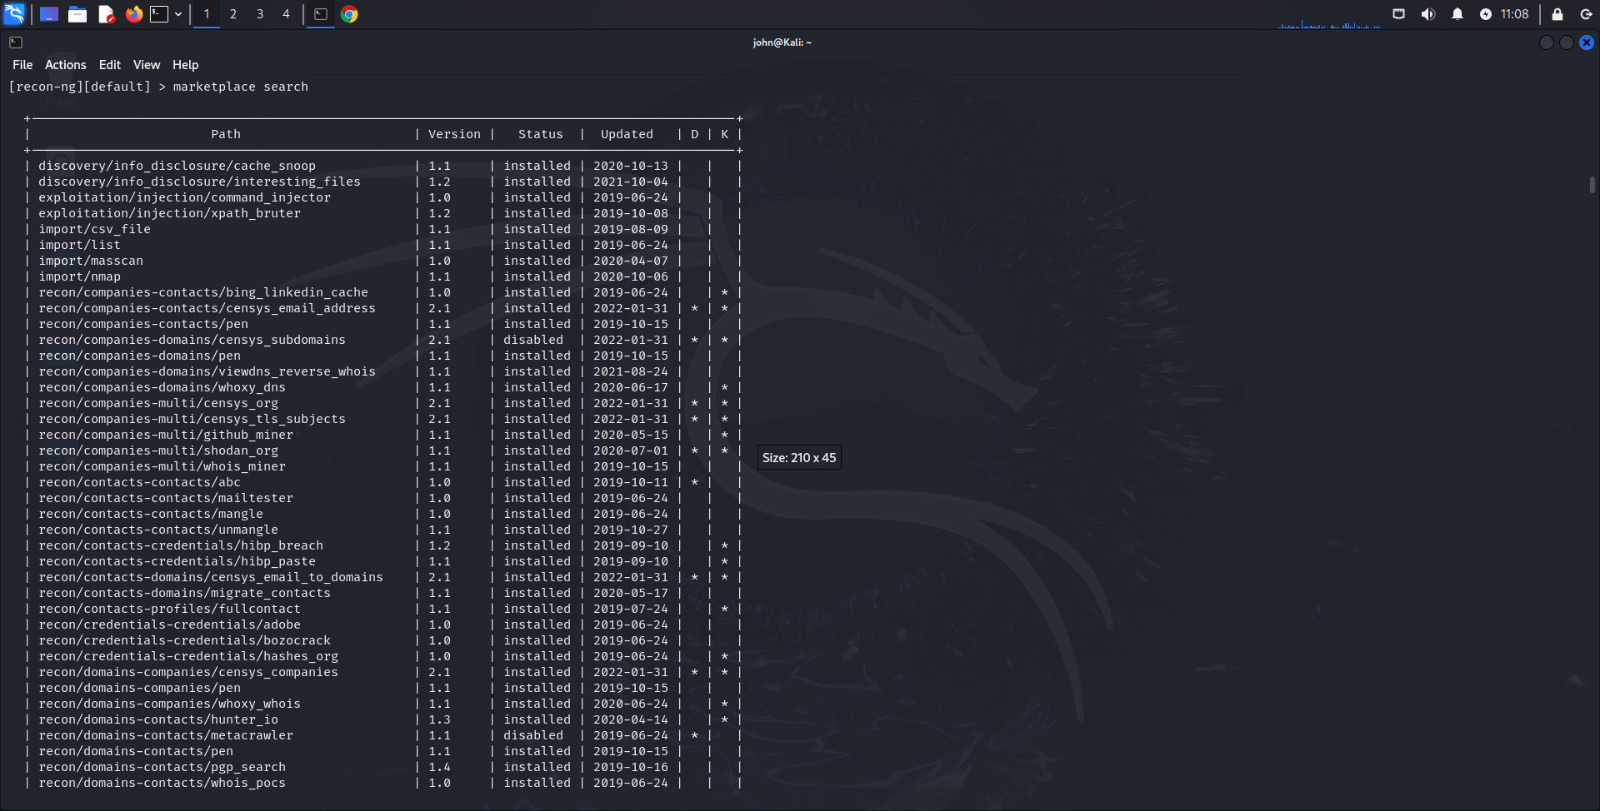 1 2 3 4 11:08
john@Kali: ~
File Actions Edit View Help
[recon-ng][default] > marketplace search
+---------------------------------------------------------------------------------------------------+
| Path | Version | Status | Updated | D | K |
+---------------------------------------------------------------------------------------------------+
| discovery/info_disclosure/cache_snoop | 1.1 | installed | 2020-10-13 | | |
| discovery/info_disclosure/interesting_files | 1.2 | installed | 2021-10-04 | | |
| exploitation/injection/command_injector | 1.0 | installed | 2019-06-24 | | |
| exploitation/injection/xpath_bruter | 1.2 | installed | 2019-10-08 | | |
| import/csv_file | 1.1 | installed | 2019-08-09 | | |
| import/list | 1.1 | installed | 2019-06-24 | | |
| import/masscan | 1.0 | installed | 2020-04-07 | | |
| import/nmap | 1.1 | installed | 2020-10-06 | | |
| recon/companies-contacts/bing_linkedin_cache | 1.0 | installed | 2019-06-24 | | * |
| recon/companies-contacts/censys_email_address | 2.1 | installed | 2022-01-31 | * | * |
| recon/companies-contacts/pen | 1.1 | installed | 2019-10-15 | | |
| recon/companies-domains/censys_subdomains | 2.1 | disabled | 2022-01-31 | * | * |
| recon/companies-domains/pen | 1.1 | installed | 2019-10-15 | | |
| recon/companies-domains/viewdns_reverse_whois | 1.1 | installed | 2021-08-24 | | |
| recon/companies-domains/whoxy_dns | 1.1 | installed | 2020-06-17 | | * |
| recon/companies-multi/censys_org | 2.1 | installed | 2022-01-31 | * | * |
| recon/companies-multi/censys_tls_subjects | 2.1 | installed | 2022-01-31 | * | * |
| recon/companies-multi/github_miner | 1.1 | installed | 2020-05-15 | | * |
| recon/companies-multi/shodan_org | 1.1 | installed | 2020-07-01 | * | * |
Size: 210 x 45
| recon/companies-multi/whois_miner | 1.1 | installed | 2019-10-15 | | |
| recon/contacts-contacts/abc | 1.0 | installed | 2019-10-11 | * | |
| recon/contacts-contacts/mailtester | 1.0 | installed | 2019-06-24 | | |
| recon/contacts-contacts/mangle | 1.0 | installed | 2019-06-24 | | |
| recon/contacts-contacts/unmangle | 1.1 | installed | 2019-10-27 | | |
| recon/contacts-credentials/hibp_breach | 1.2 | installed | 2019-09-10 | | * |
| recon/contacts-credentials/hibp_paste | 1.1 | installed | 2019-09-10 | | * |
| recon/contacts-domains/censys_email_to_domains | 2.1 | installed | 2022-01-31 | * | * |
| recon/contacts-domains/migrate_contacts | 1.1 | installed | 2020-05-17 | | |
| recon/contacts-profiles/fullcontact | 1.1 | installed | 2019-07-24 | | * |
| recon/credentials-credentials/adobe | 1.0 | installed | 2019-06-24 | | |
| recon/credentials-credentials/bozocrack | 1.0 | installed | 2019-06-24 | | |
| recon/credentials-credentials/hashes_org | 1.0 | installed | 2019-06-24 | | * |
| recon/domains-companies/censys_companies | 2.1 | installed | 2022-01-31 | * | * |
| recon/domains-companies/pen | 1.1 | installed | 2019-10-15 | | |
| recon/domains-companies/whoxy_whois | 1.1 | installed | 2020-06-24 | | * |
| recon/domains-contacts/hunter_io | 1.3 | installed | 2020-04-14 | | * |
| recon/domains-contacts/metacrawler | 1.1 | disabled | 2019-06-24 | * | |
| recon/domains-contacts/pen | 1.1 | installed | 2019-10-15 | | |
| recon/domains-contacts/pgp_search | 1.4 | installed | 2019-10-16 | | |
| recon/domains-contacts/whois_pocs | 1.0 | installed | 2019-06-24 | | |